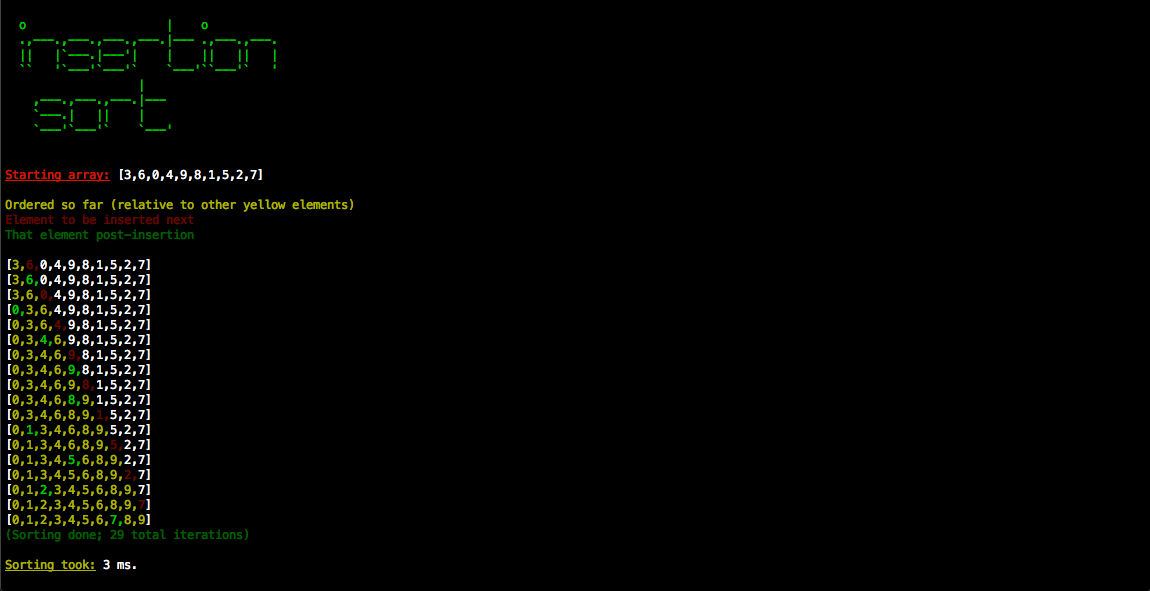 insertion
sort
Starting array: [3,6,0,4,9,8,1,5,2,7]
Ordered so far (relative to other yellow elements)
Element to be inserted next
That element post-insertion
[3,6,0,4,9,8,1,5,2,7]
[3,6,0,4,9,8,1,5,2,7]
[3,6,0,4,9,8,1,5,2,7]
[0,3,6,4,9,8,1,5,2,7]
[0,3,6,4,9,8,1,5,2,7]
[0,3,4,6,9,8,1,5,2,7]
[0,3,4,6,9,8,1,5,2,7]
[0,3,4,6,9,8,1,5,2,7]
[0,3,4,6,9,8,1,5,2,7]
[0,3,4,6,8,9,1,5,2,7]
[0,3,4,6,8,9,1,5,2,7]
[0,1,3,4,6,8,9,5,2,7]
[0,1,3,4,6,8,9,5,2,7]
[0,1,3,4,5,6,8,9,2,7]
[0,1,3,4,5,6,8,9,2,7]
[0,1,2,3,4,5,6,8,9,7]
[0,1,2,3,4,5,6,8,9,7]
[0,1,2,3,4,5,6,7,8,9]
(Sorting done; 29 total iterations)
Sorting took: 3 ms.